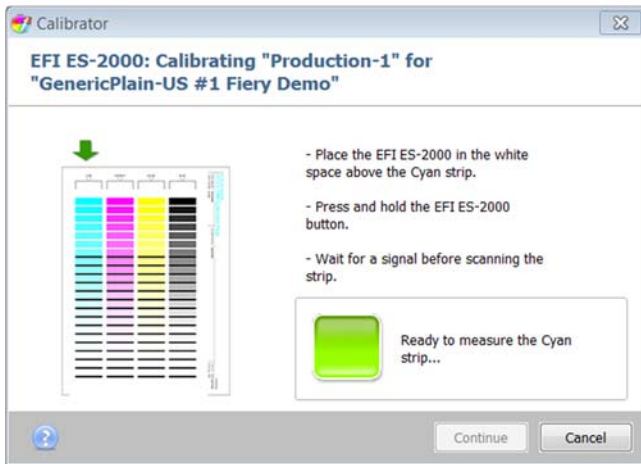 Calibrator
EFI ES-2000: Calibrating "Production-1" for
"GenericPlain-US #1 Fiery Demo"
- Place the EFI ES-2000 in the white
space above the Cyan strip.
- Press and hold the EFI ES-2000
button.
- Wait for a signal before scanning the
strip.
Ready to measure the Cyan
strip...
Continue
Cancel